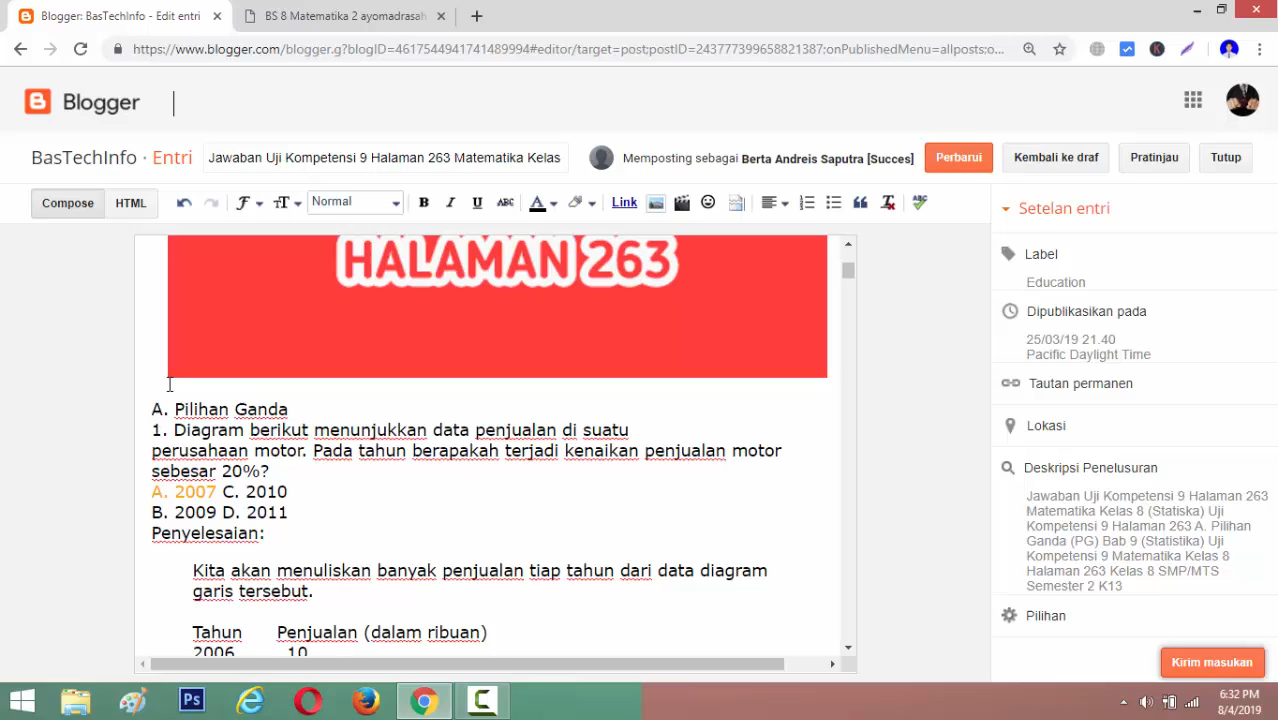 Blogger: BasTechInfo - Edit entri
BS 8 Matematika 2 ayomadrasah
https://www.blogger.com/blogger.g?blogID=4617544941741489994#editor/target=post;postID=243777399658821387;onPublishedMenu=allposts;o...
Blogger
BasTechInfo · Entri
Jawaban Uji Kompetensi 9 Halaman 263 Matematika Kelas
Memposting sebagai Berta Andreis Saputra [Succes]
Perbarui
Kembali ke draf
Pratinjau
Tutup
Compose
HTML
Normal
Link
Setelan entri
Label
Education
Dipublikasikan pada
25/03/19 21.40
Pacific Daylight Time
Tautan permanen
Lokasi
Deskripsi Penelusuran
Jawaban Uji Kompetensi 9 Halaman 263
Matematika Kelas 8 (Statiska) Uji
Kompetensi 9 Halaman 263 A. Pilihan
Ganda (PG) Bab 9 (Statistika) Uji
Kompetensi 9 Matematika Kelas 8
Halaman 263 Kelas 8 SMP/MTS
Semester 2 K13
Pilihan
Kirim masukan
HALAMAN 263
A. Pilihan Ganda
1. Diagram berikut menunjukkan data penjualan di suatu
perusahaan motor. Pada tahun berapakah terjadi kenaikan penjualan motor
sebesar 20%?
A. 2007 C. 2010
B. 2009 D. 2011
Penyelesaian:
Kita akan menuliskan banyak penjualan tiap tahun dari data diagram
garis tersebut.
Tahun Penjualan (dalam ribuan)
2006 10
Ps
6:32 PM
8/4/2019